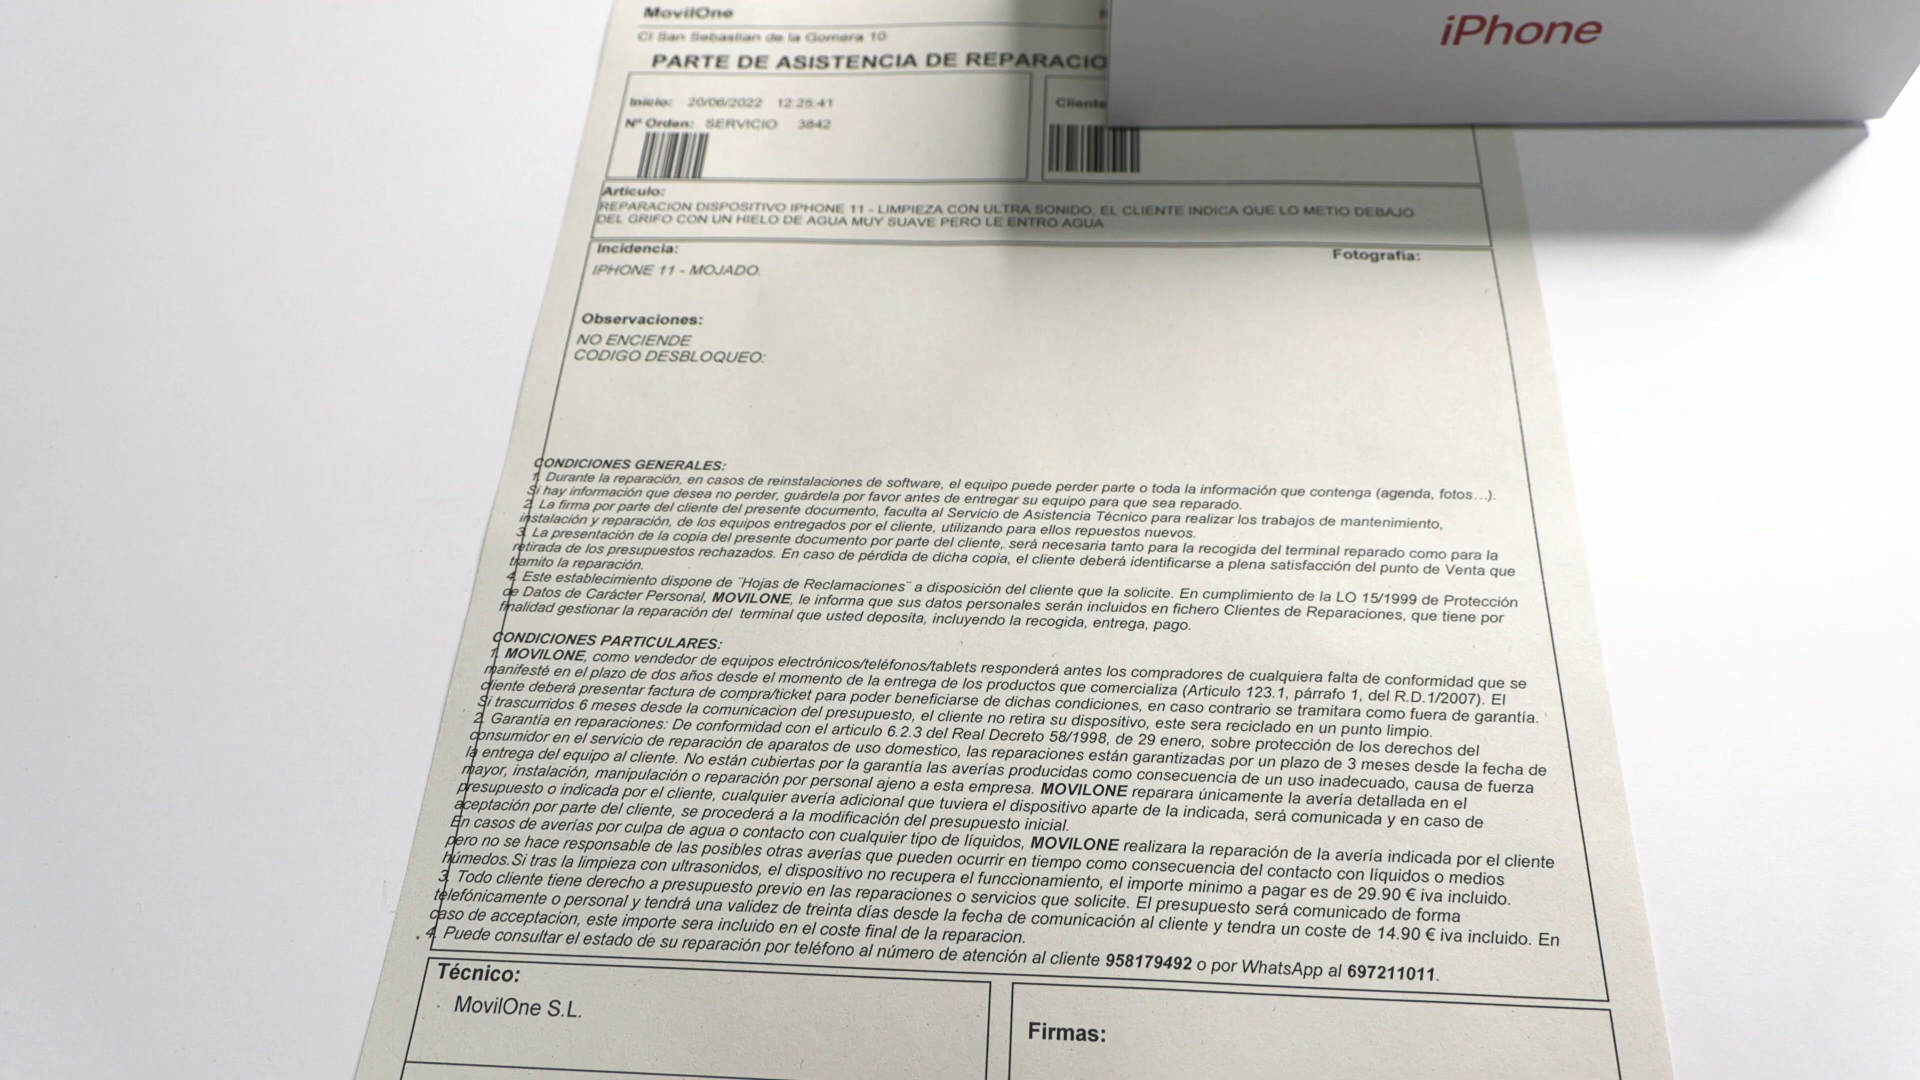 MovilOne
iPhone
C/ San Sebastian de la Gomera 10
PARTE DE ASISTENCIA DE REPARACIO
Inicio: 20/06/2022 12:25:41
Cliente
Nº Orden: SERVICIO 3842
Artículo:
REPARACION DISPOSITIVO IPHONE 11 - LIMPIEZA CON ULTRA SONIDO, EL CLIENTE INDICA QUE LO METIO DEBAJO
DEL GRIFO CON UN HIELO DE AGUA MUY SUAVE PERO LE ENTRO AGUA
Incidencia:
Fotografía:
IPHONE 11 - MOJADO.
Observaciones:
NO ENCIENDE
CODIGO DESBLOQUEO:
CONDICIONES GENERALES:
1. Durante la reparación, en casos de reinstalaciones de software, el equipo puede perder parte o toda la información que contenga (agenda, fotos...).
Si hay información que desea no perder, guárdela por favor antes de entregar su equipo para que sea reparado.
2. La firma por parte del cliente del presente documento, faculta al Servicio de Asistencia Técnico para realizar los trabajos de mantenimiento,
instalación y reparación, de los equipos entregados por el cliente, utilizando para ellos repuestos nuevos.
3. La presentación de la copia del presente documento por parte del cliente, será necesaria tanto para la recogida del terminal reparado como para la
retirada de los presupuestos rechazados. En caso de pérdida de dicha copia, el cliente deberá identificarse a plena satisfacción del punto de Venta que
tramito la reparación.
4. Este establecimiento dispone de ¨Hojas de Reclamaciones¨ a disposición del cliente que la solicite. En cumplimiento de la LO 15/1999 de Protección
de Datos de Carácter Personal, MOVILONE, le informa que sus datos personales serán incluidos en fichero Clientes de Reparaciones, que tiene por
finalidad gestionar la reparación del terminal que usted deposita, incluyendo la recogida, entrega, pago.
CONDICIONES PARTICULARES:
1. MOVILONE, como vendedor de equipos electrónicos/teléfonos/tablets responderá antes los compradores de cualquiera falta de conformidad que se
manifesté en el plazo de dos años desde el momento de la entrega de los productos que comercializa (Articulo 123.1, párrafo 1, del R.D.1/2007). El
cliente deberá presentar factura de compra/ticket para poder beneficiarse de dichas condiciones, en caso contrario se tramitara como fuera de garantía.
Si trascurridos 6 meses desde la comunicacion del presupuesto, el cliente no retira su dispositivo, este sera reciclado en un punto limpio.
2. Garantía en reparaciones: De conformidad con el articulo 6.2.3 del Real Decreto 58/1998, de 29 enero, sobre protección de los derechos del
consumidor en el servicio de reparación de aparatos de uso domestico, las reparaciones están garantizadas por un plazo de 3 meses desde la fecha de
la entrega del equipo al cliente. No están cubiertas por la garantía las averías producidas como consecuencia de un uso inadecuado, causa de fuerza
mayor, instalación, manipulación o reparación por personal ajeno a esta empresa. MOVILONE reparara únicamente la avería detallada en el
presupuesto o indicada por el cliente, cualquier avería adicional que tuviera el dispositivo aparte de la indicada, será comunicada y en caso de
aceptación por parte del cliente, se procederá a la modificación del presupuesto inicial.
En casos de averías por culpa de agua o contacto con cualquier tipo de líquidos, MOVILONE realizara la reparación de la avería indicada por el cliente
pero no se hace responsable de las posibles otras averías que pueden ocurrir en tiempo como consecuencia del contacto con líquidos o medios
húmedos.Si tras la limpieza con ultrasonidos, el dispositivo no recupera el funccionamiento, el importe minimo a pagar es de 29.90 € iva incluido.
3. Todo cliente tiene derecho a presupuesto previo en las reparaciones o servicios que solicite. El presupuesto será comunicado de forma
telefónicamente o personal y tendrá una validez de treinta días desde la fecha de comunicación al cliente y tendra un coste de 14.90 € iva incluido. En
caso de acceptacion, este importe sera incluido en el coste final de la reparacion.
4. Puede consultar el estado de su reparación por teléfono al número de atención al cliente 958179492 o por WhatsApp al 697211011.
Técnico:
MovilOne S.L.
Firmas: